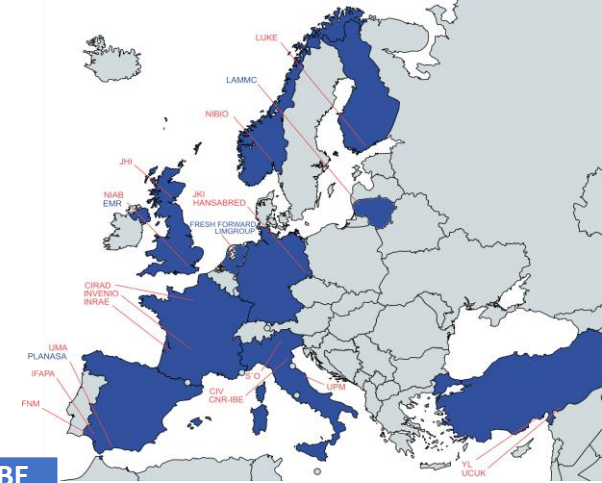 LUKE
LAMMC
NIBIO
JHI
NIAB
EMR
JKI
HANSABRED
FRESH FORWARD
LIMGROUP
CIRAD
INVENIO
INRAE
UMA
PLANASA
IFAPA
FNM
S´O
CIV
CNR-IBE
UPM
YL
UCUK
BE